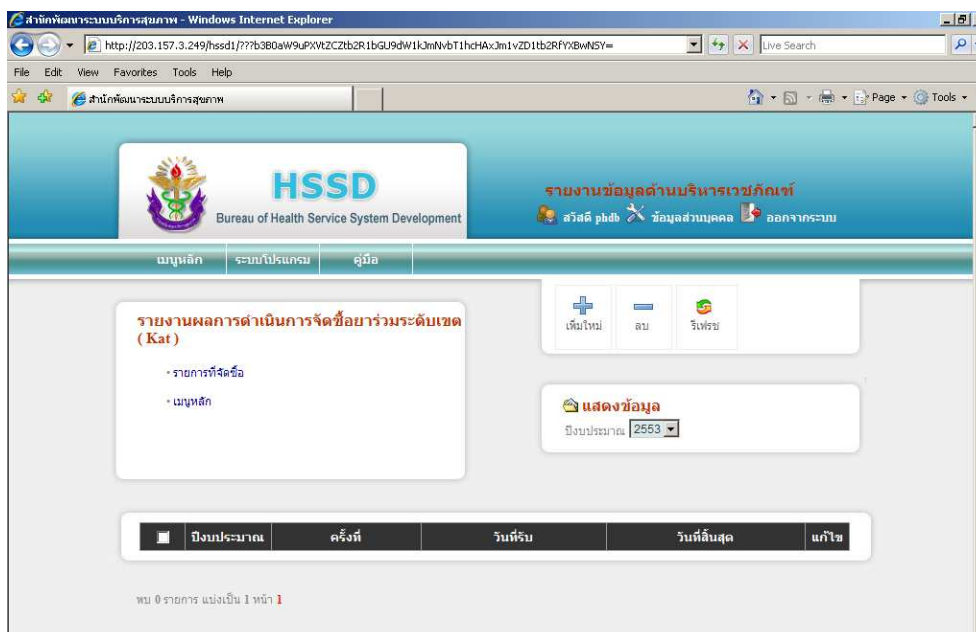 สำนักพัฒนาระบบบริการสุขภาพ - Windows Internet Explorer
Live Search
File Edit View Favorites Tools Help
สำนักพัฒนาระบบบริการสุขภาพ
Page Tools
HSSD
Bureau of Health Service System Development
รายงานข้อมูลด้านบริหารเวชภัณฑ์
สวัสดี phdb ข้อมูลส่วนบุคคล ออกจากระบบ
เมนูหลัก ระบบโปรแกรม คู่มือ
รายงานผลการดำเนินการจัดซื้อยาร่วมระดับเขต
( Kat )
รายการที่จัดซื้อ
เมนูหลัก
เพิ่มใหม่ ลบ รีเฟรช
แสดงข้อมูล
ปีงบประมาณ 2553
ปีงบประมาณ ครั้งที่ วันที่รับ วันที่สิ้นสุด แก้ไข
พบ 0 รายการ แบ่งเป็น 1 หน้า 1